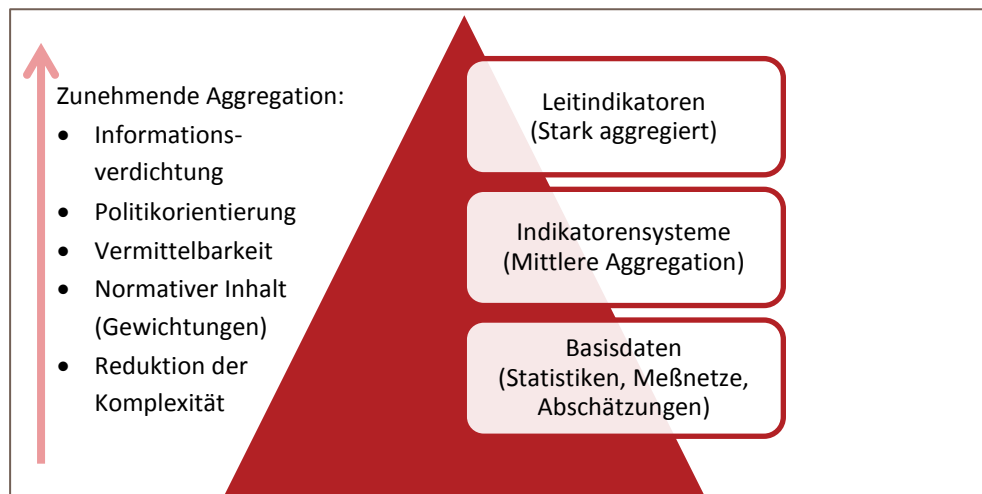 Zunehmende Aggregation:
• Informations-
verdichtung
• Politikorientierung
• Vermittelbarkeit
• Normativer Inhalt
(Gewichtungen)
• Reduktion der
Komplexität
Leitindikatoren
(Stark aggregiert)
Indikatorensysteme
(Mittlere Aggregation)
Basisdaten
(Statistiken, Meßnetze,
Abschätzungen)